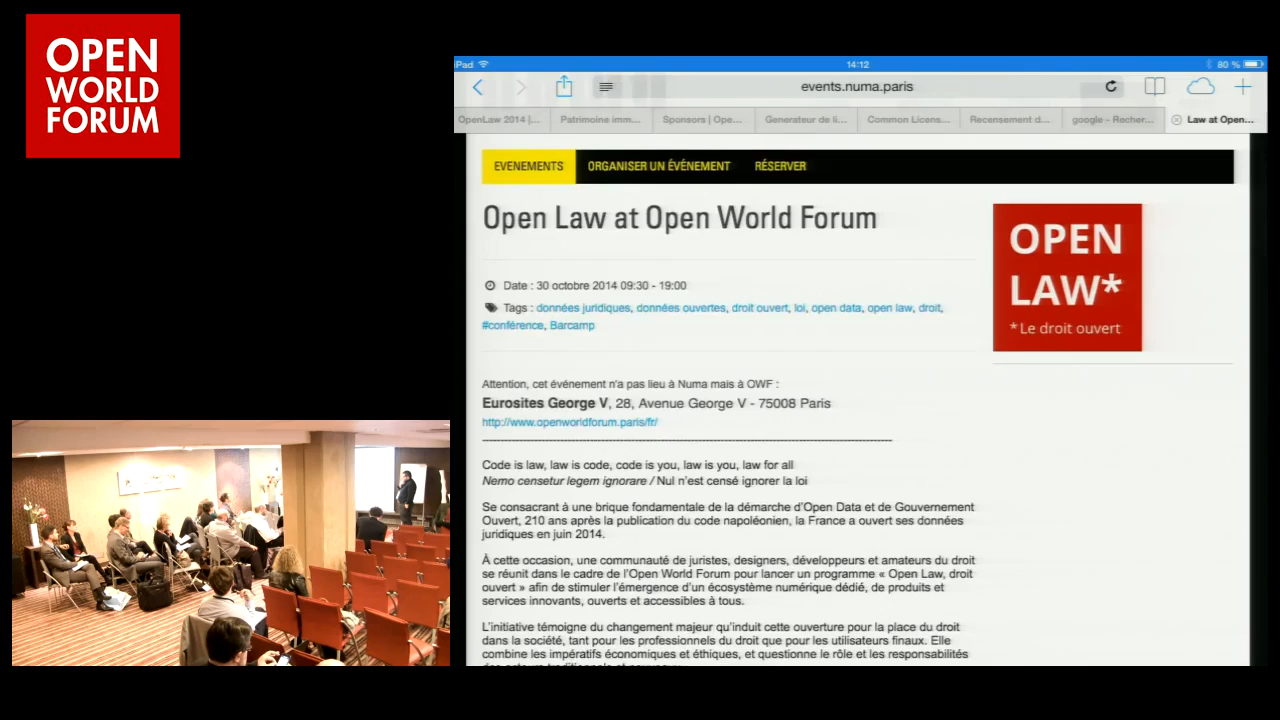 OPEN
WORLD
FORUM
Pad 14:12 80 %
events.numa.paris
OpenLaw 2014 |... Patrimoine imm... Sponsors | Ope... Generateur de li... Common Licens... Recensement d... google - Recher... Law at Open...
EVENEMENTS ORGANISER UN ÉVÉNEMENT RÉSERVER
Open Law at Open World Forum
Date : 30 octobre 2014 09:30 - 19:00
Tags : données juridiques, données ouvertes, droit ouvert, loi, open data, open law, droit,
#conférence, Barcamp
OPEN
LAW*
* Le droit ouvert
Attention, cet événement n'a pas lieu à Numa mais à OWF :
Eurosites George V, 28, Avenue George V - 75008 Paris
http://www.openworldforum.paris/fr/
Code is law, law is code, code is you, law is you, law for all
Nemo censetur legem ignorare / Nul n'est censé ignorer la loi
Se consacrant à une brique fondamentale de la démarche d'Open Data et de Gouvernement
Ouvert, 210 ans après la publication du code napoléonien, la France a ouvert ses données
juridiques en juin 2014.
À cette occasion, une communauté de juristes, designers, développeurs et amateurs du droit
se réunit dans le cadre de l'Open World Forum pour lancer un programme « Open Law, droit
ouvert » afin de stimuler l'émergence d'un écosystème numérique dédié, de produits et
services innovants, ouverts et accessibles à tous.
L'initiative témoigne du changement majeur qu'induit cette ouverture pour la place du droit
dans la société, tant pour les professionnels du droit que pour les utilisateurs finaux. Elle
combine les impératifs économiques et éthiques, et questionne le rôle et les responsabilités